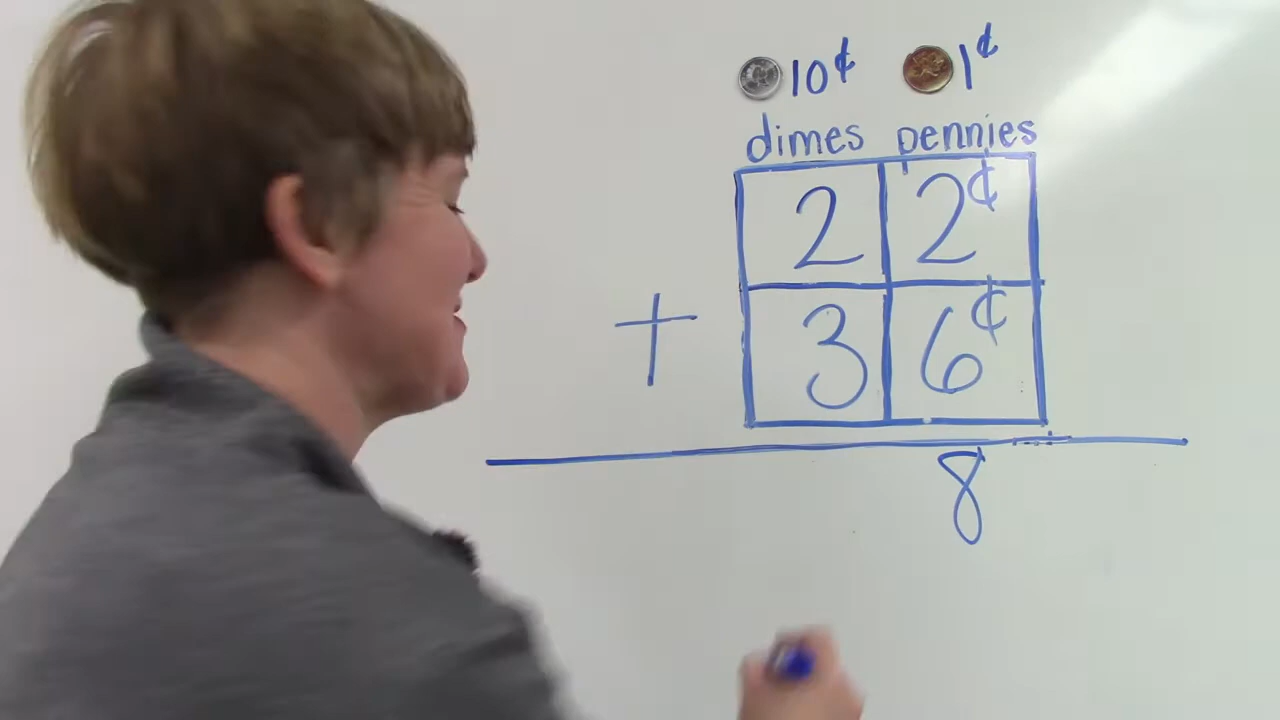 10¢ 1¢
dimes pennies
2 2¢
+ 3 6¢
8